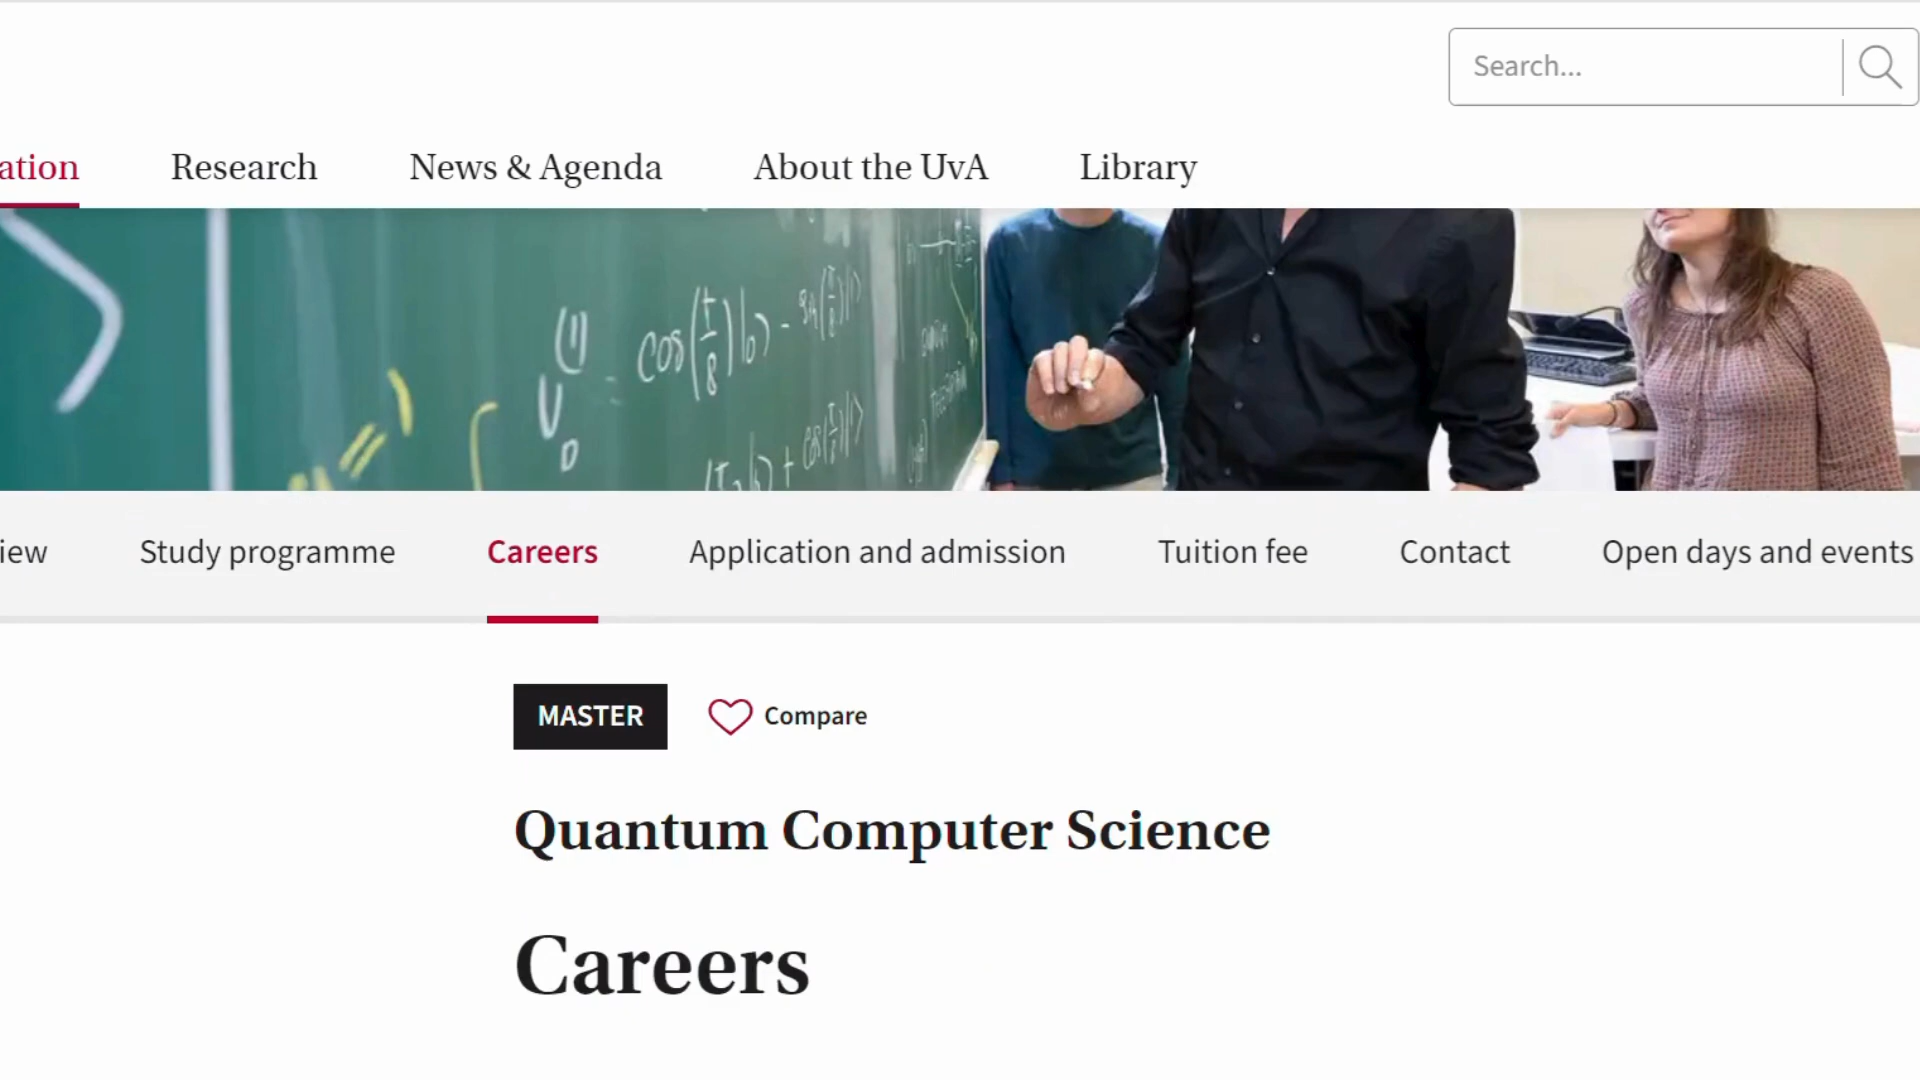 Search...
ation Research News & Agenda About the UvA Library
iew Study programme Careers Application and admission Tuition fee Contact Open days and events
MASTER Compare
Quantum Computer Science
Careers